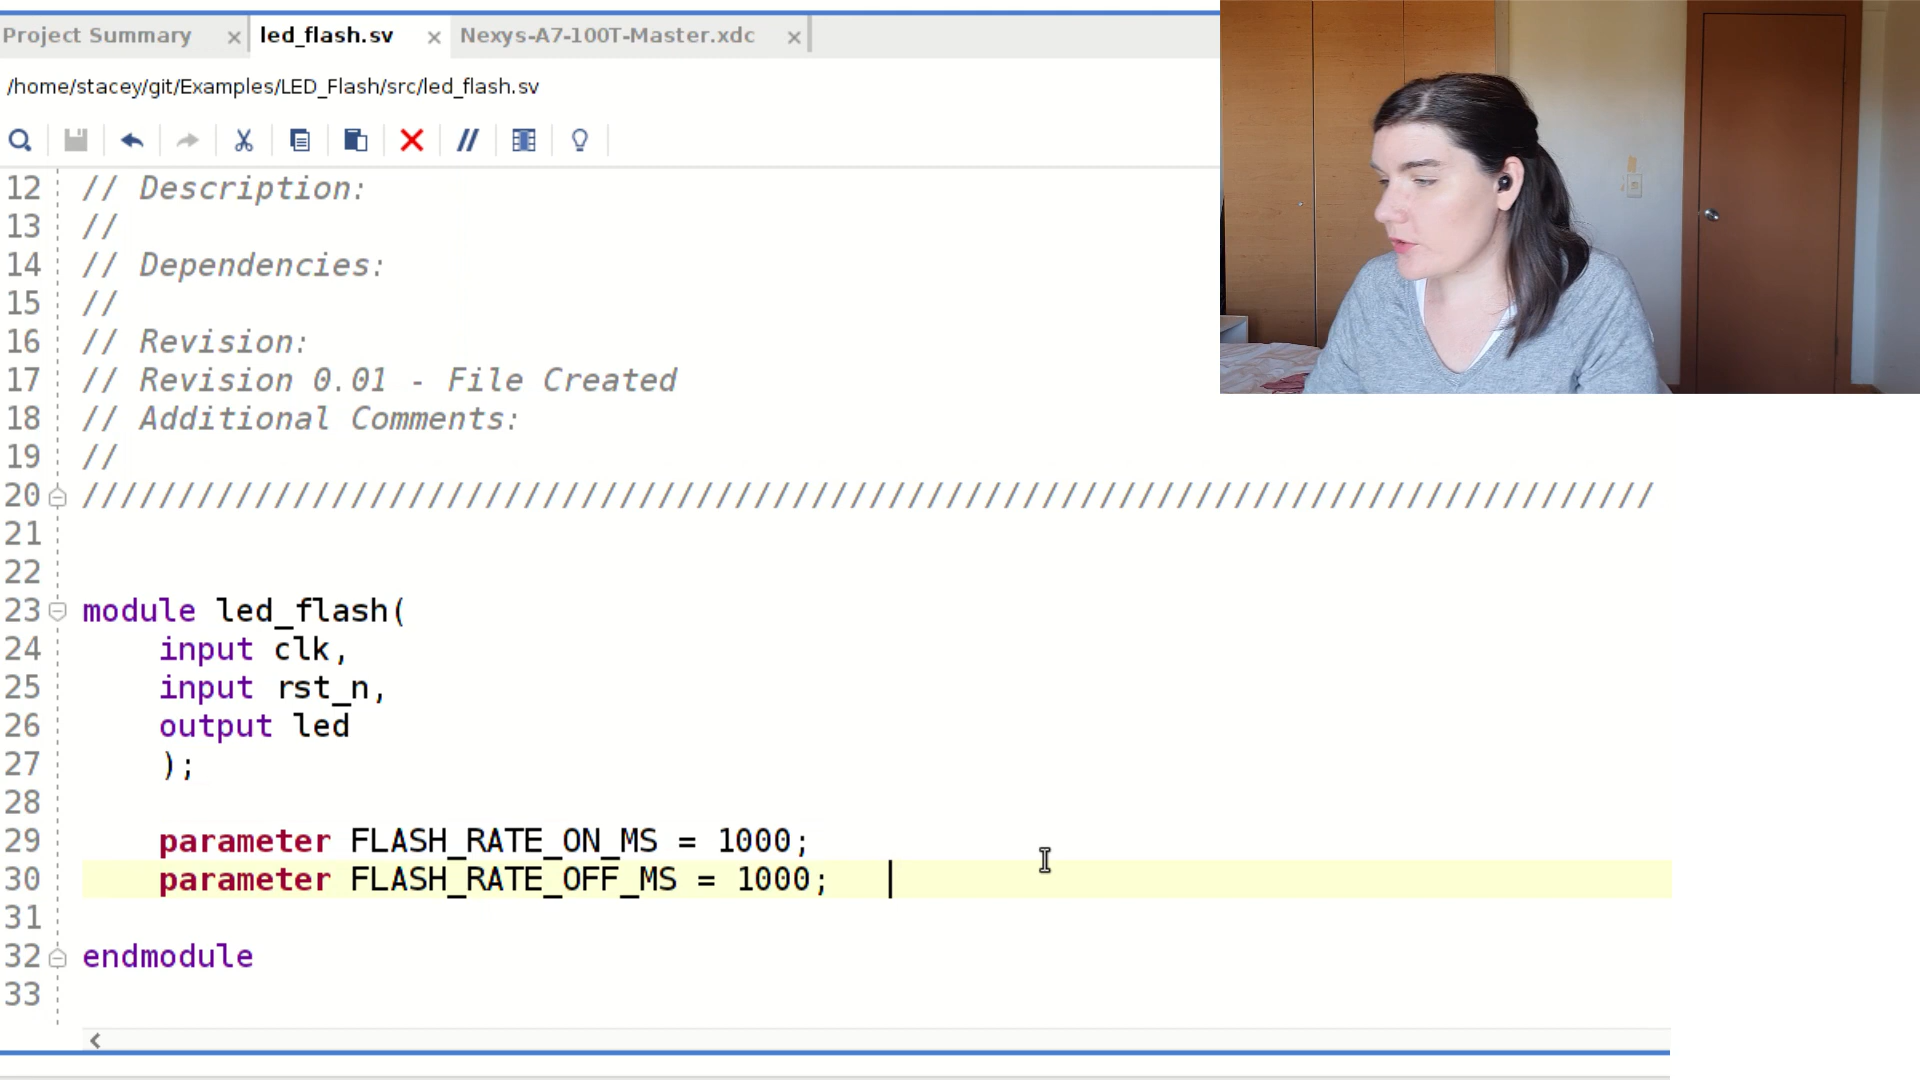 Project Summary × led_flash.sv × Nexys-A7-100T-Master.xdc ×
/home/stacey/git/Examples/LED_Flash/src/led_flash.sv
12 // Description:
13 //
14 // Dependencies:
15 //
16 // Revision:
17 // Revision 0.01 - File Created
18 // Additional Comments:
19 //
20 //////////////////////////////////////////////////////////////////////////////////
21
22
23 module led_flash(
24 input clk,
25 input rst_n,
26 output led
27 );
28
29 parameter FLASH_RATE_ON_MS = 1000;
30 parameter FLASH_RATE_OFF_MS = 1000;
31
32 endmodule
33